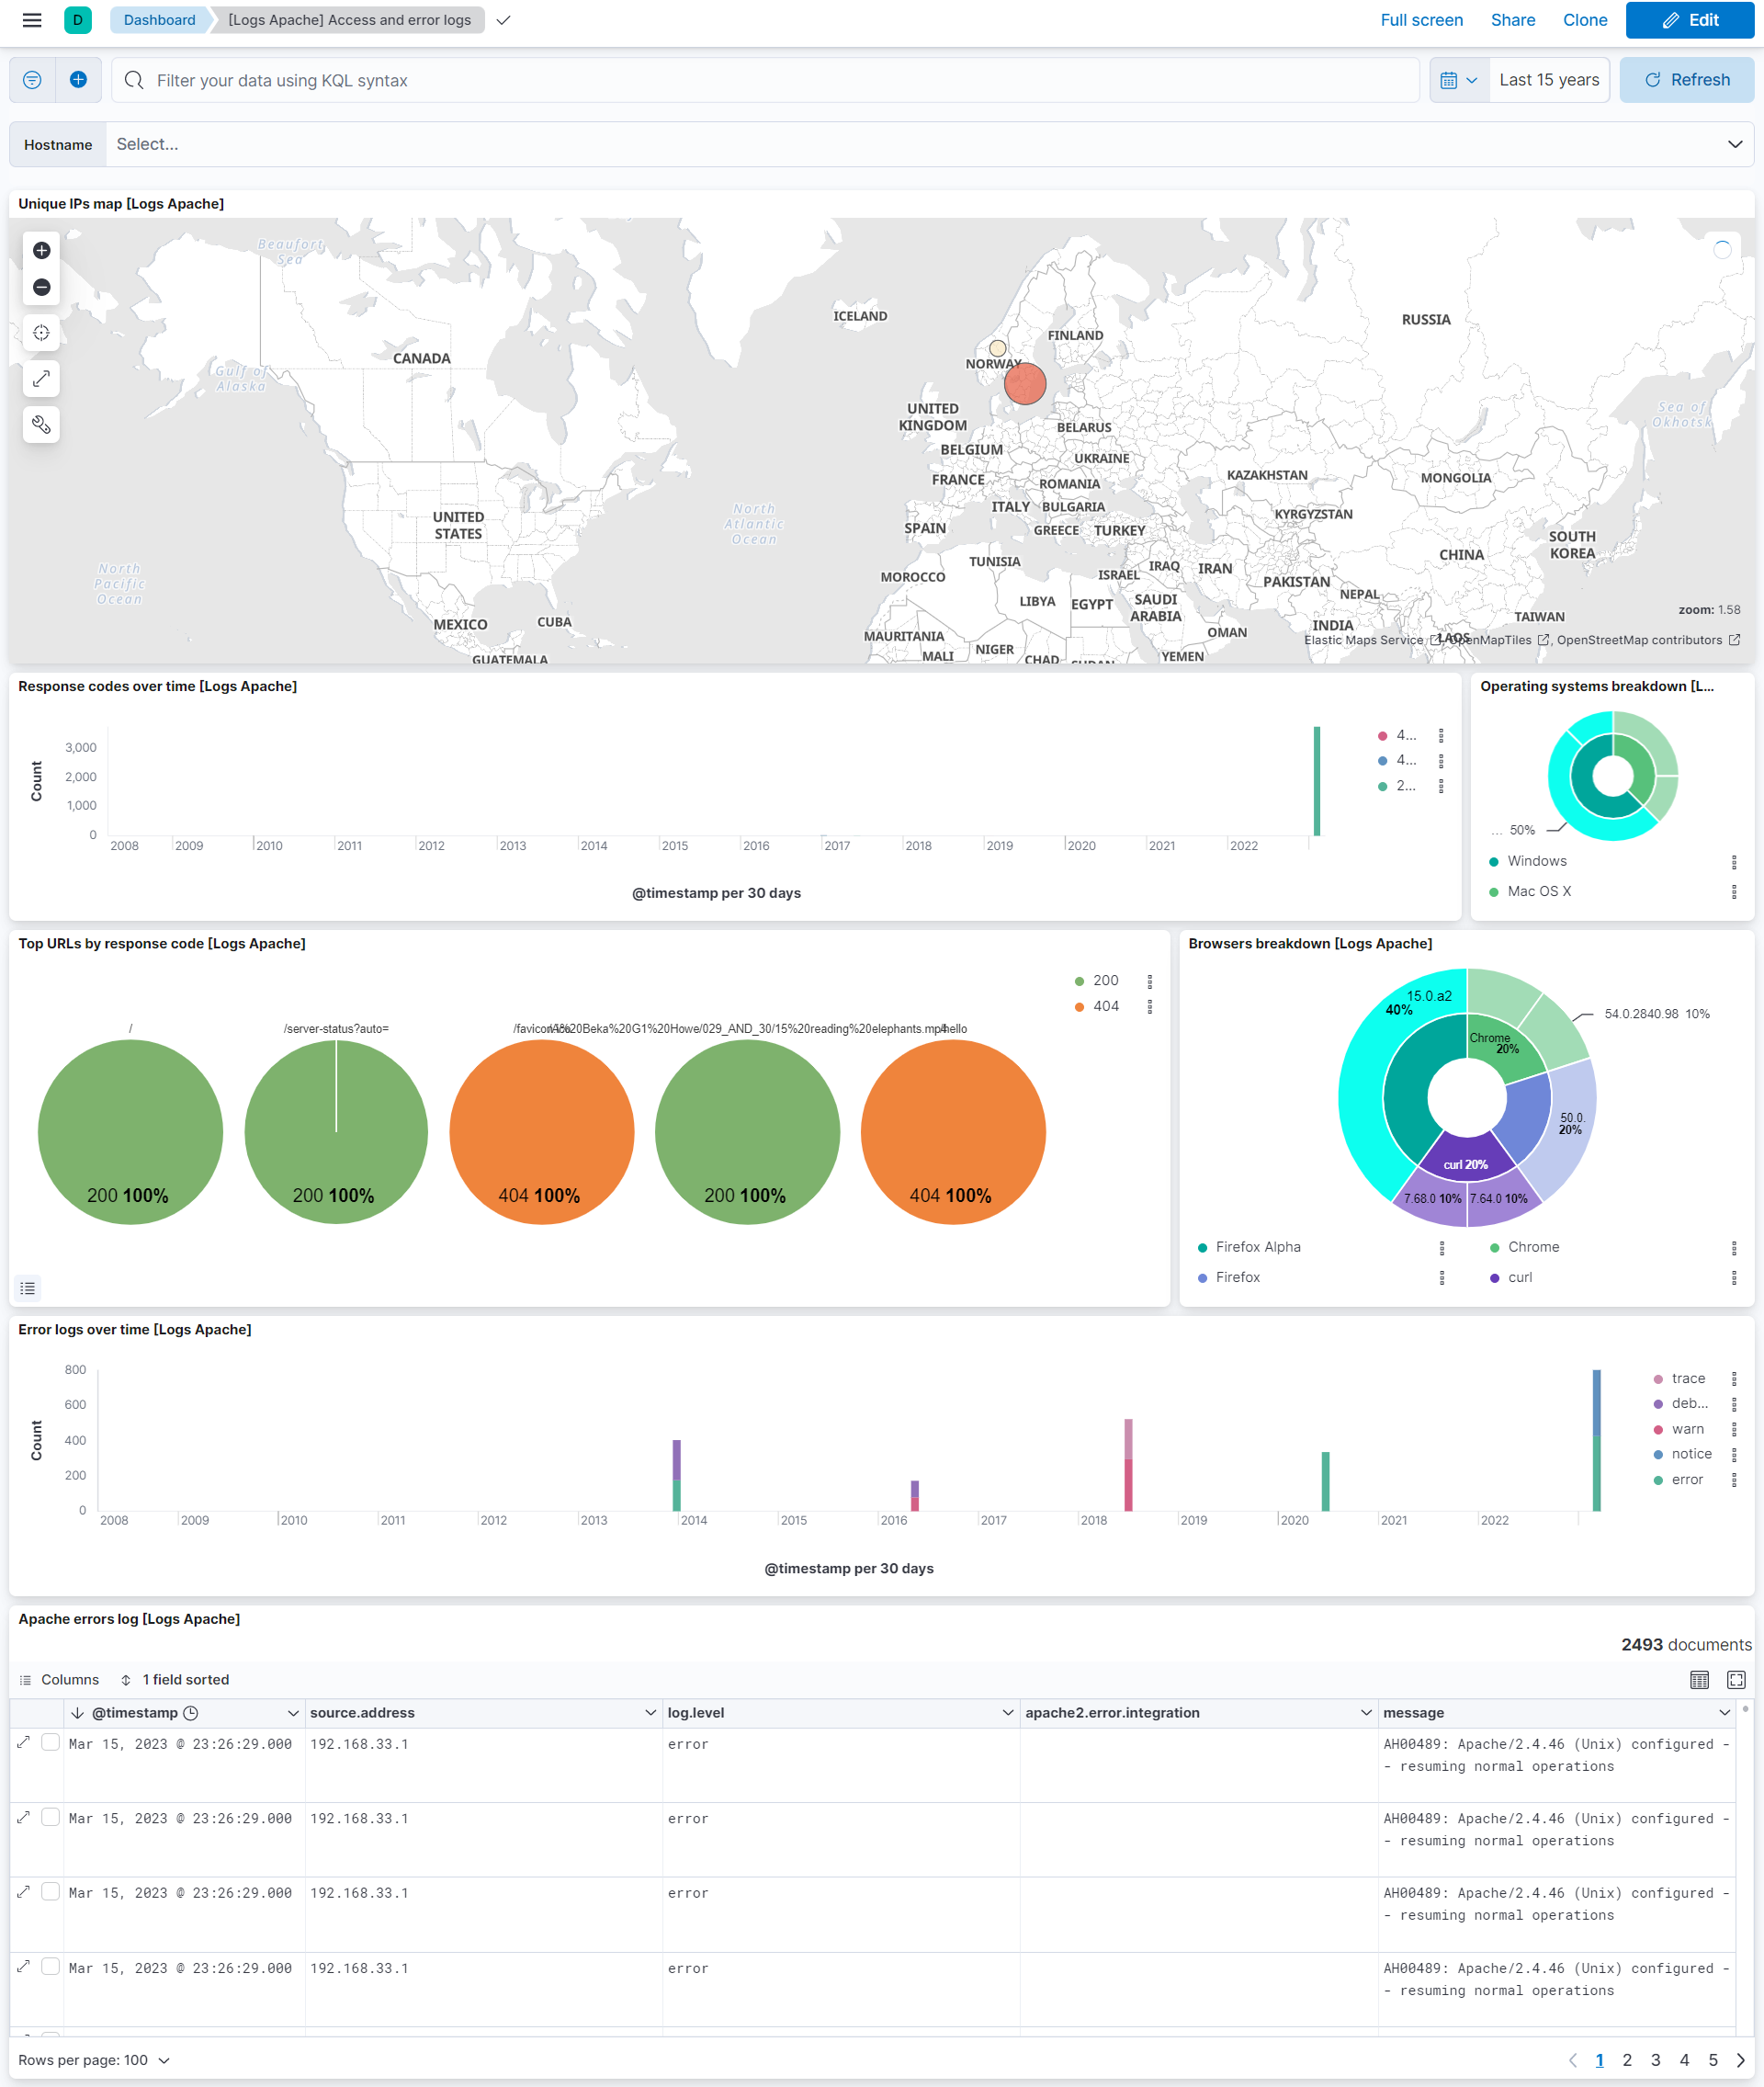 D Dashboard [Logs Apache] Access and error logs Full screen Share Clone Edit
Filter your data using KQL syntax Last 15 years Refresh
Hostname Select...
Unique IPs map [Logs Apache]
Beaufort
Sea
ICELAND
RUSSIA
FINLAND
CANADA
NORWAY
Gulf of
Alaska
UNITED
KINGDOM
Sea of
Okhotsk
BELARUS
BELGIUM
UKRAINE
KAZAKHSTAN
MONGOLIA
FRANCE
ROMANIA
ITALY
BULGARIA
North
Atlantic
Ocean
KYRGYZSTAN
UNITED
STATES
SPAIN
GREECE
TURKEY
SOUTH
KOREA
CHINA
TUNISIA
IRAQ
IRAN
North
Pacific
Ocean
MOROCCO
ISRAEL
PAKISTAN
NEPAL
LIBYA
EGYPT
SAUDI
ARABIA
zoom: 1.58
MEXICO
CUBA
TAIWAN
INDIA
OMAN
MAURITANIA
LAOS
Elastic Maps Service , OpenMapTiles , OpenStreetMap contributors
GUATEMALA
MALI
NIGER
CHAD
SUDAN
YEMEN
Response codes over time [Logs Apache]
Count
3,000
2,000
1,000
0
2008 2009 2010 2011 2012 2013 2014 2015 2016 2017 2018 2019 2020 2021 2022
@timestamp per 30 days
4...
4...
2...
Operating systems breakdown [L...
... 50%
Windows
Mac OS X
Top URLs by response code [Logs Apache]
200
404
/
/server-status?auto=
200 100%
200 100%
404 100%
200 100%
404 100%
Browsers breakdown [Logs Apache]
15.0.a2
40%
54.0.2840.98 10%
Chrome
20%
50.0.
20%
curl 20%
7.68.0 10%
7.64.0 10%
Firefox Alpha
Chrome
Firefox
curl
Error logs over time [Logs Apache]
Count
800
600
400
200
0
2008 2009 2010 2011 2012 2013 2014 2015 2016 2017 2018 2019 2020 2021 2022
@timestamp per 30 days
trace
deb...
warn
notice
error
Apache errors log [Logs Apache]
2493 documents
Columns 1 field sorted
@timestamp source.address log.level apache2.error.integration message
Mar 15, 2023 @ 23:26:29.000 192.168.33.1 error AH00489: Apache/2.4.46 (Unix) configured -
- resuming normal operations
Mar 15, 2023 @ 23:26:29.000 192.168.33.1 error AH00489: Apache/2.4.46 (Unix) configured -
- resuming normal operations
Mar 15, 2023 @ 23:26:29.000 192.168.33.1 error AH00489: Apache/2.4.46 (Unix) configured -
- resuming normal operations
Mar 15, 2023 @ 23:26:29.000 192.168.33.1 error AH00489: Apache/2.4.46 (Unix) configured -
- resuming normal operations
Rows per page: 100
1 2 3 4 5